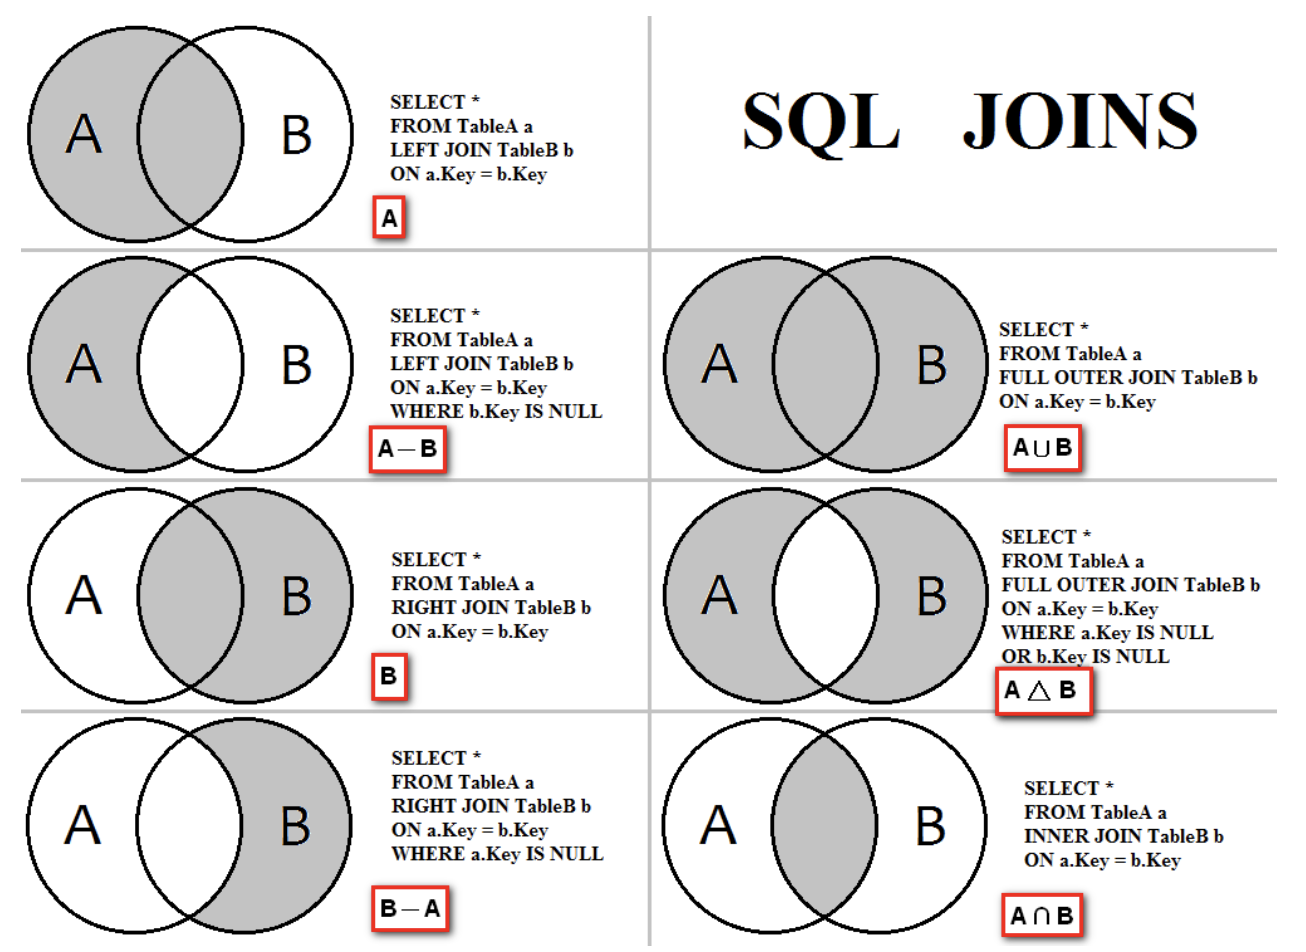 A
B
SELECT *
FROM TableA a
LEFT JOIN TableB b
ON a.Key = b.Key
A
SQL JOINS
A
B
SELECT *
FROM TableA a
LEFT JOIN TableB b
ON a.Key = b.Key
WHERE b.Key IS NULL
A — B
A
B
SELECT *
FROM TableA a
FULL OUTER JOIN TableB b
ON a.Key = b.Key
A ∪ B
A
B
SELECT *
FROM TableA a
RIGHT JOIN TableB b
ON a.Key = b.Key
B
A
B
SELECT *
FROM TableA a
FULL OUTER JOIN TableB b
ON a.Key = b.Key
WHERE a.Key IS NULL
OR b.Key IS NULL
A △ B
A
B
SELECT *
FROM TableA a
RIGHT JOIN TableB b
ON a.Key = b.Key
WHERE a.Key IS NULL
B — A
A
B
SELECT *
FROM TableA a
INNER JOIN TableB b
ON a.Key = b.Key
A ∩ B